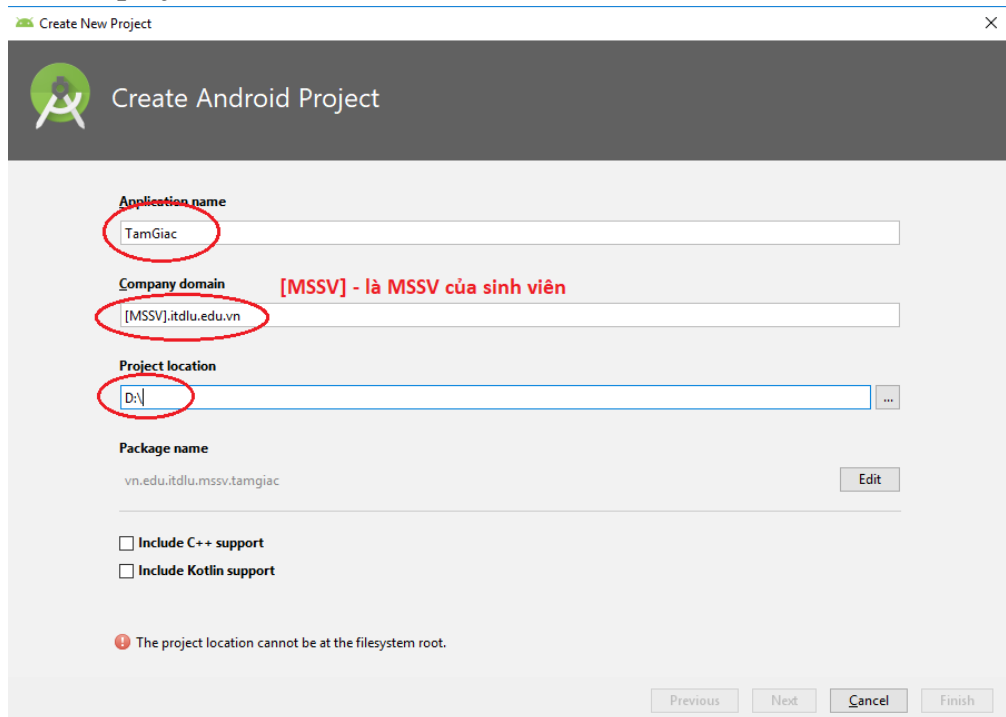 Create New Project
Create Android Project
Application name
TamGiac
Company domain
[MSSV] - là MSSV của sinh viên
[MSSV].itdlu.edu.vn
Project location
D:\
...
Package name
vn.edu.itdlu.mssv.tamgiac
Edit
Include C++ support
Include Kotlin support
The project location cannot be at the filesystem root.
Previous
Next
Cancel
Finish